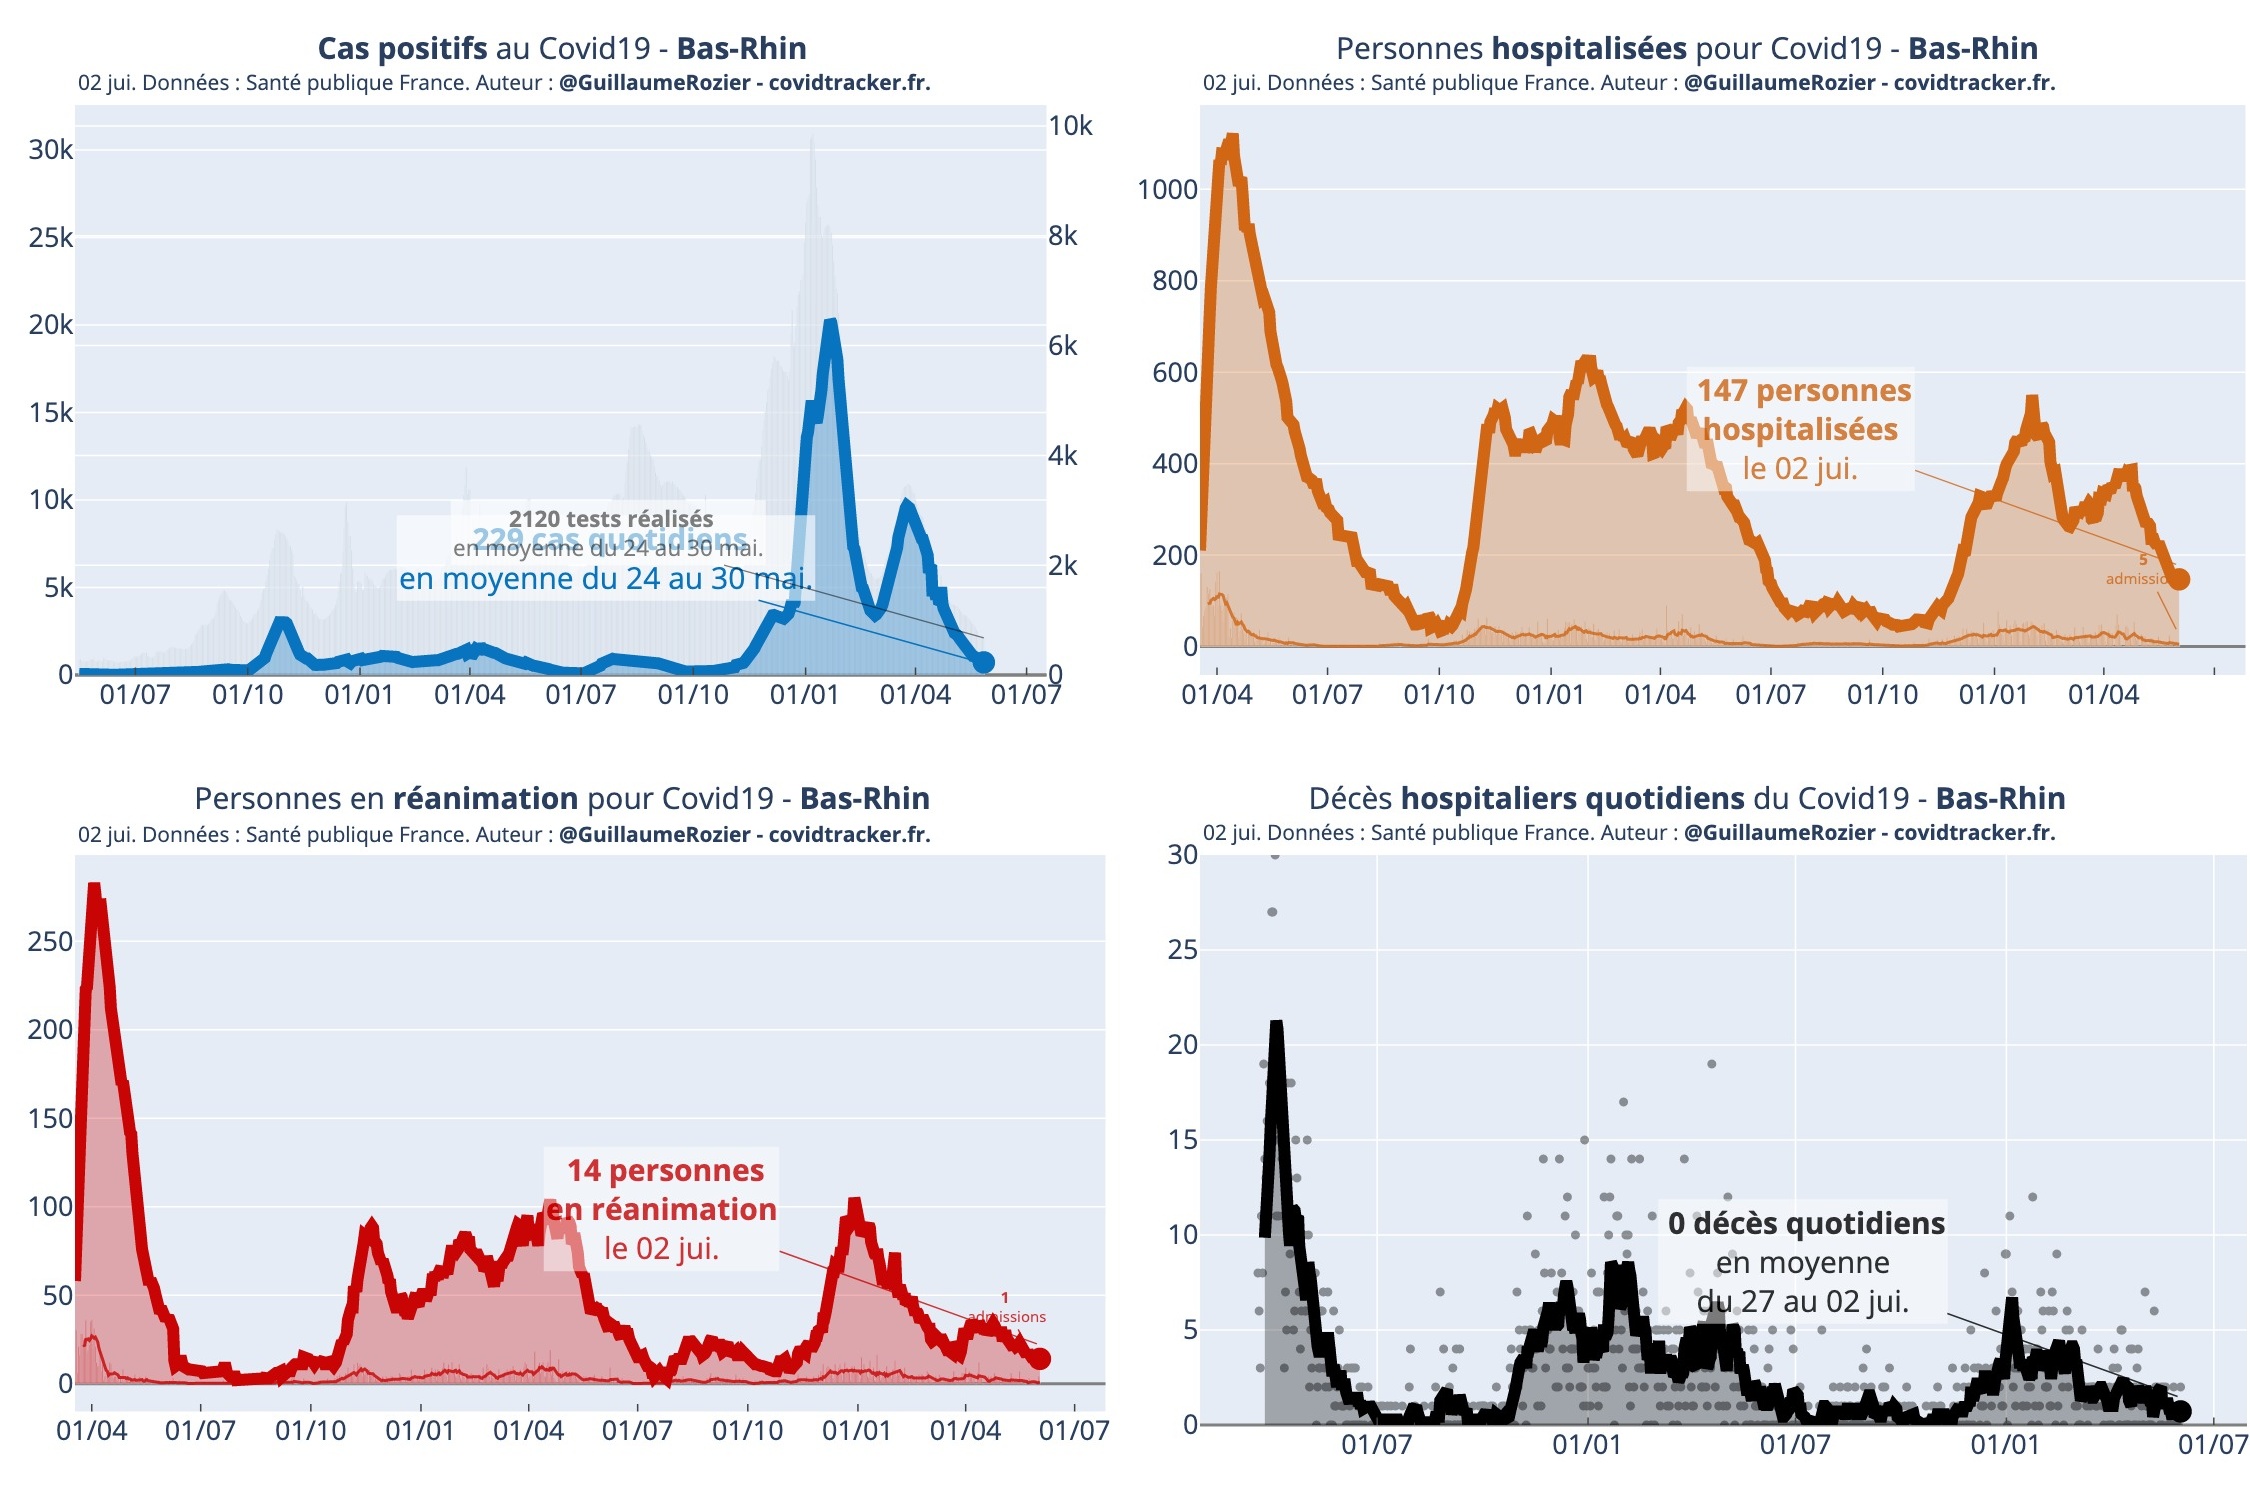 Cas positifs au Covid19 - Bas-Rhin
02 jui. Données : Santé publique France. Auteur : @GuillaumeRozier - covidtracker.fr.
10k
30k
25k
8k
20k
6k
15k
4k
10k
2120 tests réalisés
229 cas quotidiens
en moyenne du 24 au 30 mai.
en moyenne du 24 au 30 mai.
2k
5k
0
0
01/07
01/10
01/01
01/04
01/07
01/10
01/01
01/04
01/07
Personnes hospitalisées pour Covid19 - Bas-Rhin
02 jui. Données : Santé publique France. Auteur : @GuillaumeRozier - covidtracker.fr.
1000
800
600
147 personnes
hospitalisées
le 02 jui.
400
200
5
admissio
0
01/04
01/07
01/10
01/01
01/04
01/07
01/10
01/01
01/04
Personnes en réanimation pour Covid19 - Bas-Rhin
02 jui. Données : Santé publique France. Auteur : @GuillaumeRozier - covidtracker.fr.
250
200
150
14 personnes
en réanimation
le 02 jui.
100
50
1
admissions
0
01/04
01/07
01/10
01/01
01/04
01/07
01/10
01/01
01/04
01/07
Décès hospitaliers quotidiens du Covid19 - Bas-Rhin
02 jui. Données : Santé publique France. Auteur : @GuillaumeRozier - covidtracker.fr.
30
25
20
15
10
0 décès quotidiens
en moyenne
du 27 au 02 jui.
5
0
01/07
01/01
01/07
01/01
01/07